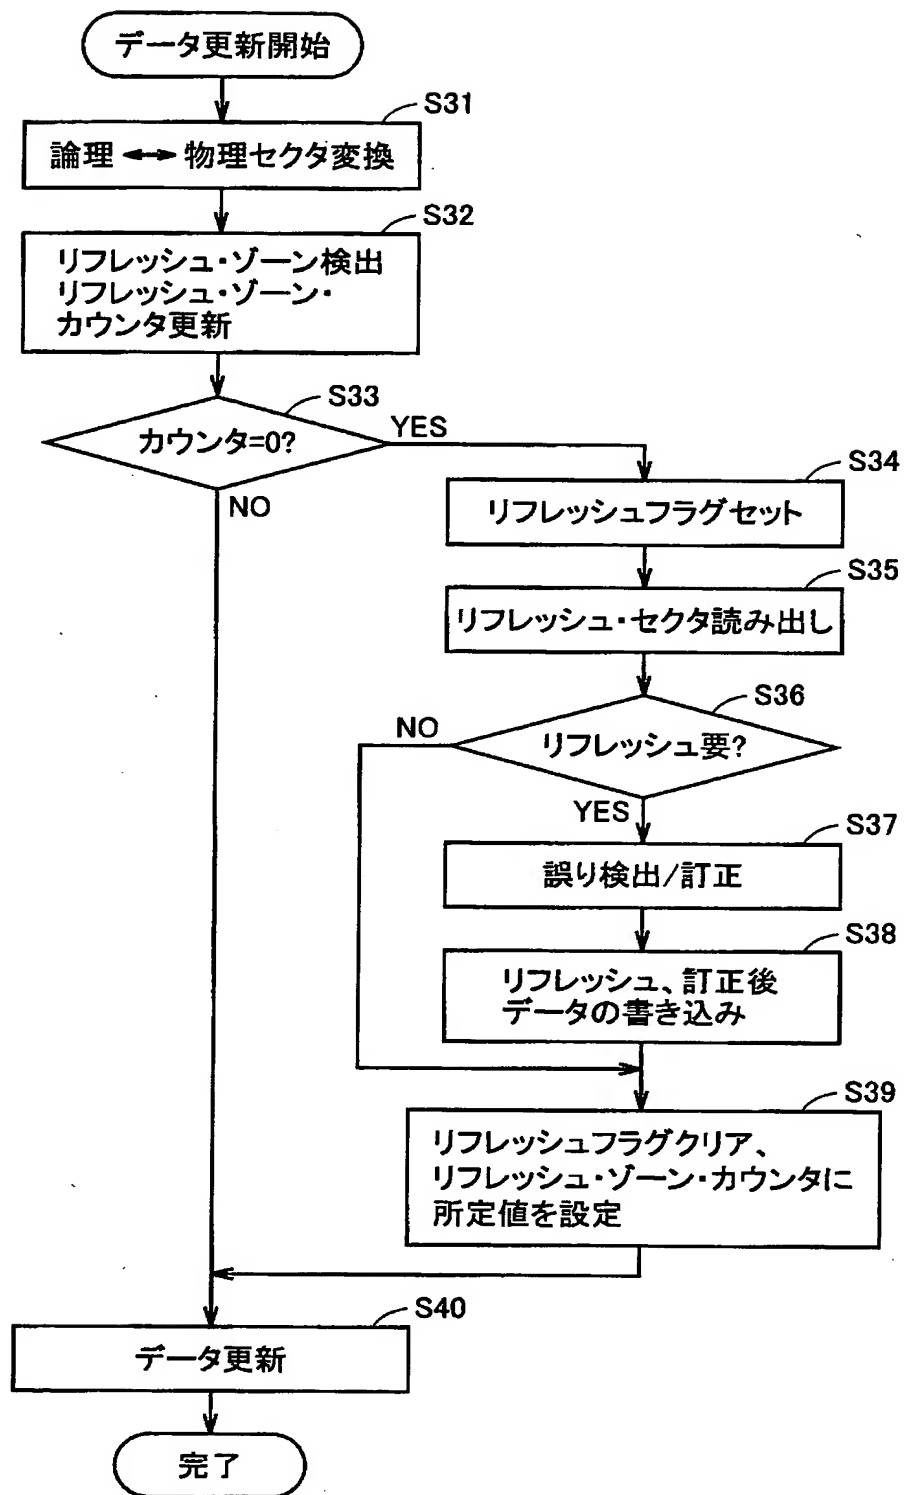 データ更新開始
S31
論理 ↔ 物理セクタ変換
S32
リフレッシュ・ゾーン検出
リフレッシュ・ゾーン・
カウンタ更新
S33
カウンタ=0?
YES
NO
S34
リフレッシュフラグセット
S35
リフレッシュ・セクタ読み出し
S36
リフレッシュ要?
NO
YES
S37
誤り検出/訂正
S38
リフレッシュ、訂正後
データの書き込み
S39
リフレッシュフラグクリア、
リフレッシュ・ゾーン・カウンタに
所定値を設定
S40
データ更新
完了